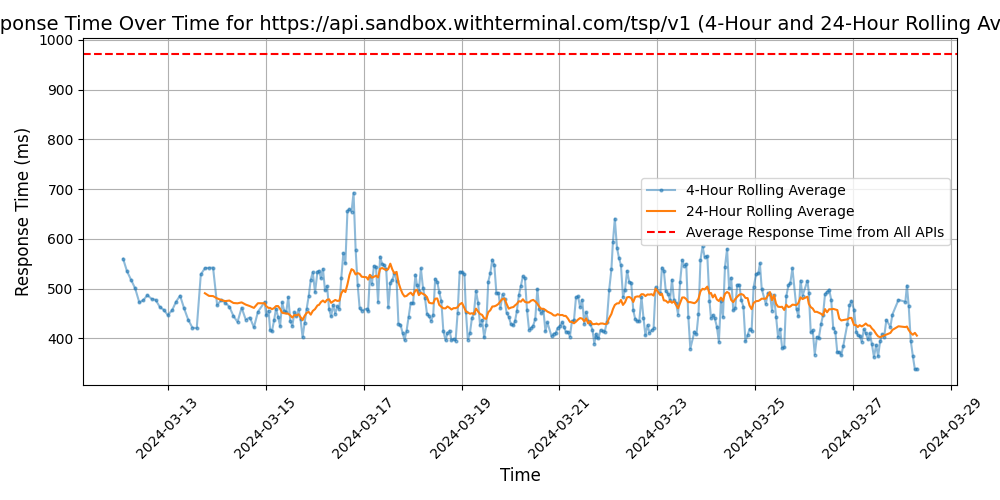 ponse Time Over Time for https://api.sandbox.withterminal.com/tsp/v1 (4-Hour and 24-Hour Rolling Av
Response Time (ms)
1000
900
800
700
600
500
400
4-Hour Rolling Average
24-Hour Rolling Average
Average Response Time from All APIs
2024-03-13
2024-03-15
2024-03-17
2024-03-19
2024-03-21
2024-03-23
2024-03-25
2024-03-27
2024-03-29
Time